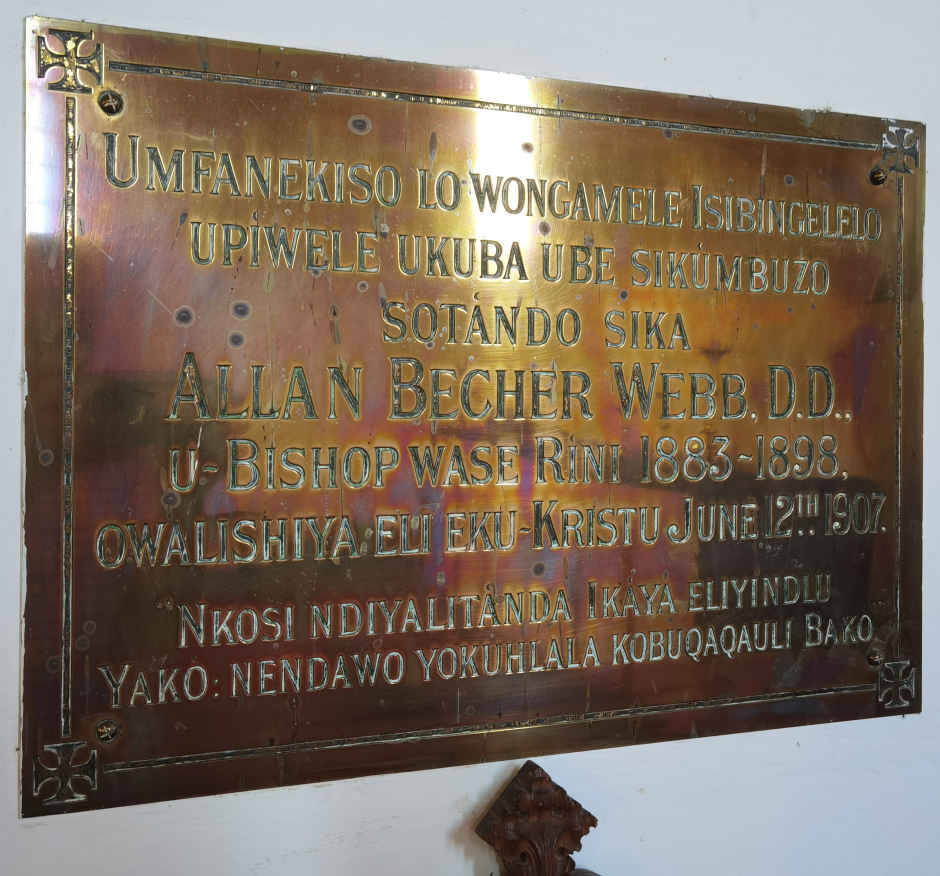 "UMFANEKISO LO WONGAMELE ISIBINGELELO
UPIWELE UKUBA UBE SIKUMBUZO
SOTANDO SIKA
ALLAN BECHER WEBB, D.D.,
U-BISHOP WASE RINI 1883-1898,
OWALISHIYA ELI EKU-KRISTU JUNE 12TH 1907.
"NKOSI NDIYALITANDA IKAYA ELIYINDLU
YAKO: NENDAWO YOKUHLALA KOBUQAQAULI BAKO."